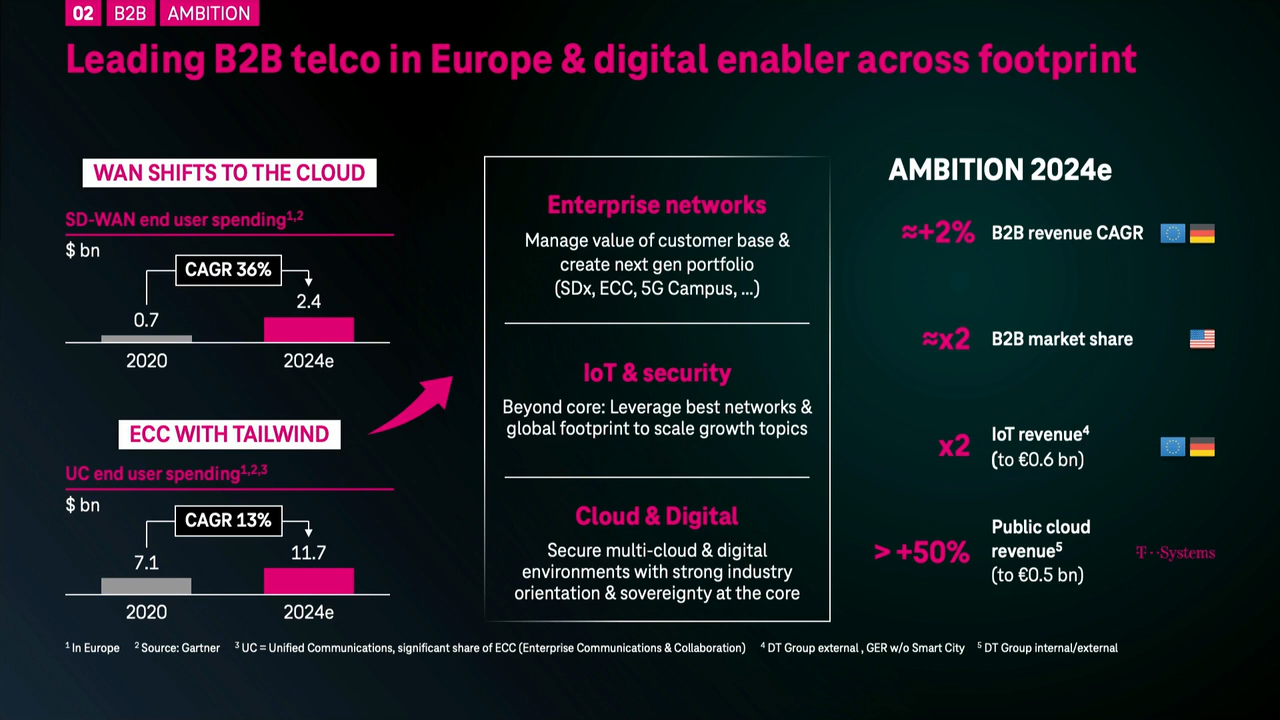 02 B2B AMBITION
Leading B2B telco in Europe & digital enabler across footprint
WAN SHIFTS TO THE CLOUD
SD-WAN end user spending1,2
$ bn
CAGR 36%
0.7
2.4
2020
2024e
ECC WITH TAILWIND
UC end user spending1,2,3
$ bn
CAGR 13%
7.1
11.7
2020
2024e
Enterprise networks
Manage value of customer base &
create next gen portfolio
(SDx, ECC, 5G Campus, ...)
IoT & security
Beyond core: Leverage best networks &
global footprint to scale growth topics
Cloud & Digital
Secure multi-cloud & digital
environments with strong industry
orientation & sovereignty at the core
AMBITION 2024e
≈+2% B2B revenue CAGR
≈x2 B2B market share
x2 IoT revenue4
(to €0.6 bn)
> +50% Public cloud
revenue5
(to €0.5 bn)
T··Systems
1 In Europe 2 Source: Gartner 3 UC = Unified Communications, significant share of ECC (Enterprise Communications & Collaboration) 4 DT Group external , GER w/o Smart City 5 DT Group internal/external